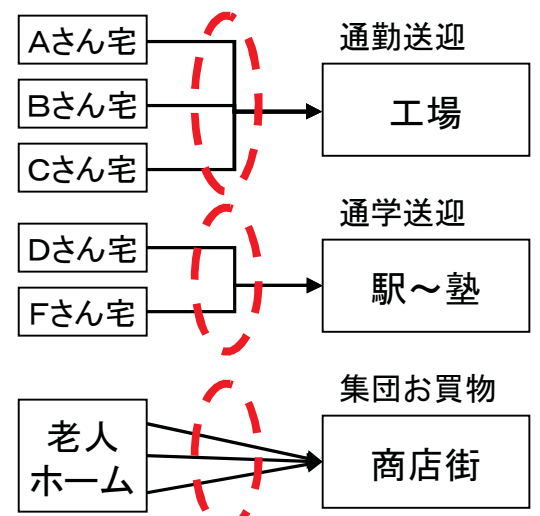 Aさん宅
Bさん宅
Cさん宅
通勤送迎
工場
Dさん宅
Fさん宅
通学送迎
駅~塾
老人
ホーム
集団お買物
商店街